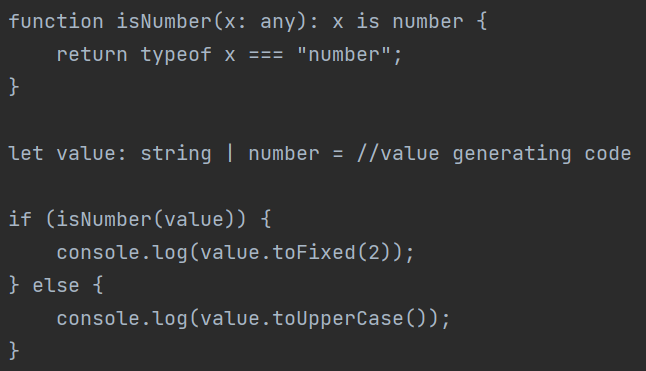 function isNumber(x: any): x is number {
    return typeof x === "number";
}

let value: string | number = //value generating code

if (isNumber(value)) {
    console.log(value.toFixed(2));
} else {
    console.log(value.toUpperCase());
}